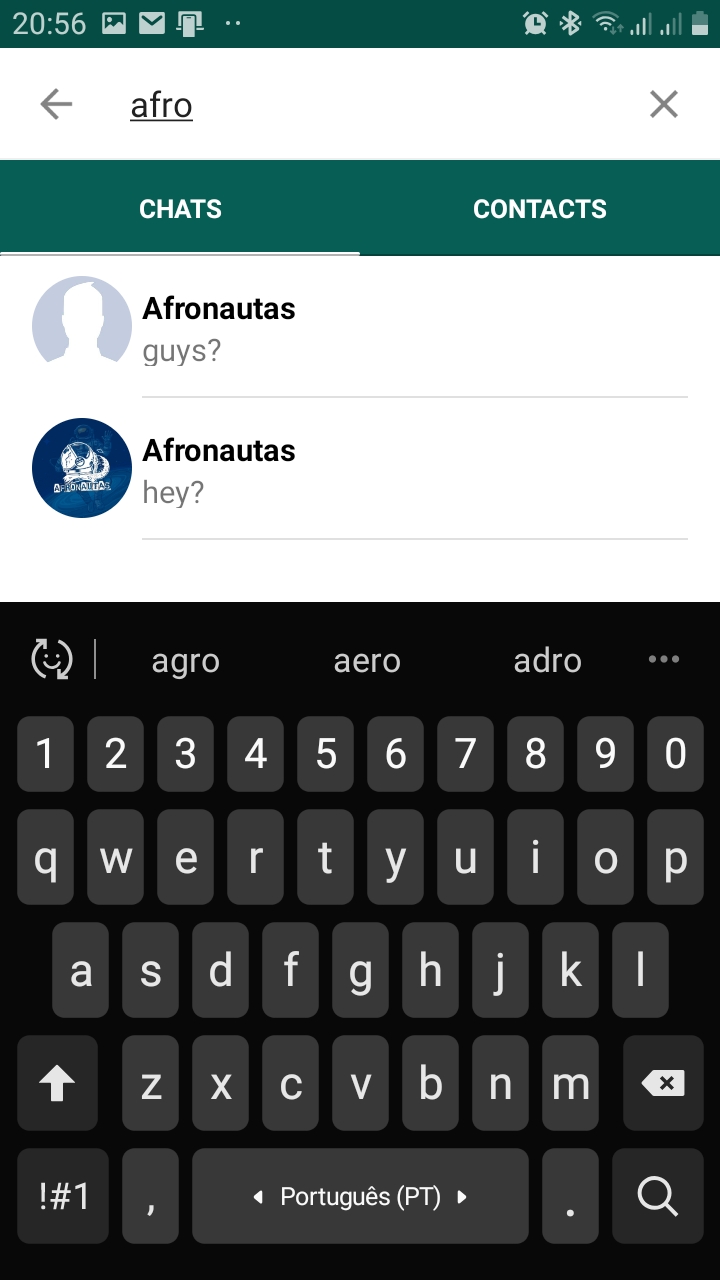 20:56
afro
CHATS
CONTACTS
Afronautas
guys?
Afronautas
AFRONAUTAS
hey?
agro aero adro
1 2 3 4 5 6 7 8 9 0
q w e r t y u i o p
a s d f g h j k l
z x c v b n m
!#1 , Português (PT) .